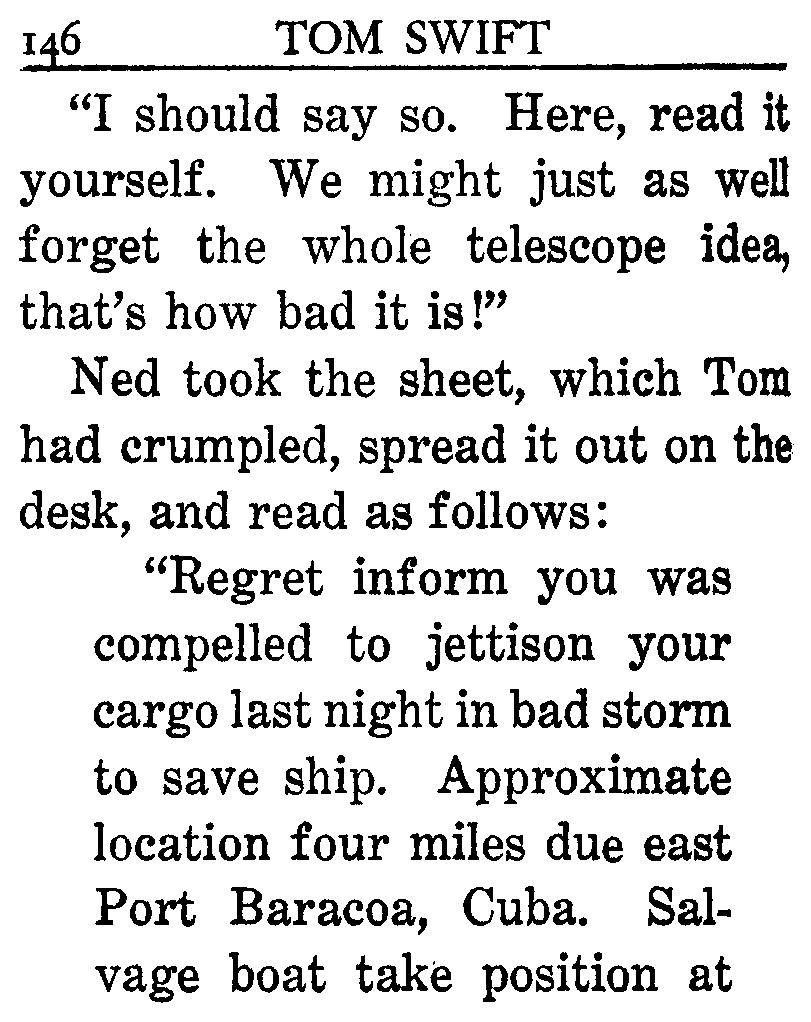 146 TOM SWIFT
“I should say so. Here, read it
yourself. We might just as well
forget the whole telescope idea,
that’s how bad it is!”
Ned took the sheet, which Tom
had crumpled, spread it out on the
desk, and read as follows:
“Regret inform you was
compelled to jettison your
cargo last night in bad storm
to save ship. Approximate
location four miles due east
Port Baracoa, Cuba. Sal-
vage boat take position at